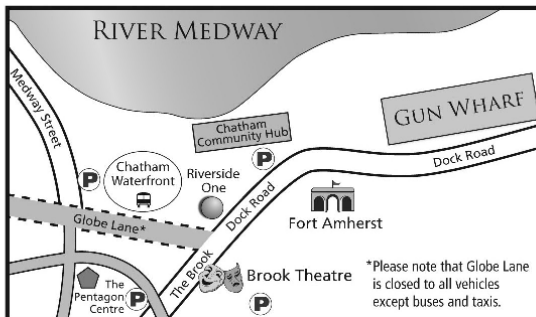 RIVER MEDWAY
Medway Street
GUN WHARF
Chatham
Community Hub
P
Dock Road
P
Chatham
Waterfront
Riverside
One
Dock Road
Fort Amherst
Globe Lane*
The Brook
Brook Theatre
The
Pentagon
Centre
P
P
*Please note that Globe Lane
is closed to all vehicles
except buses and taxis.